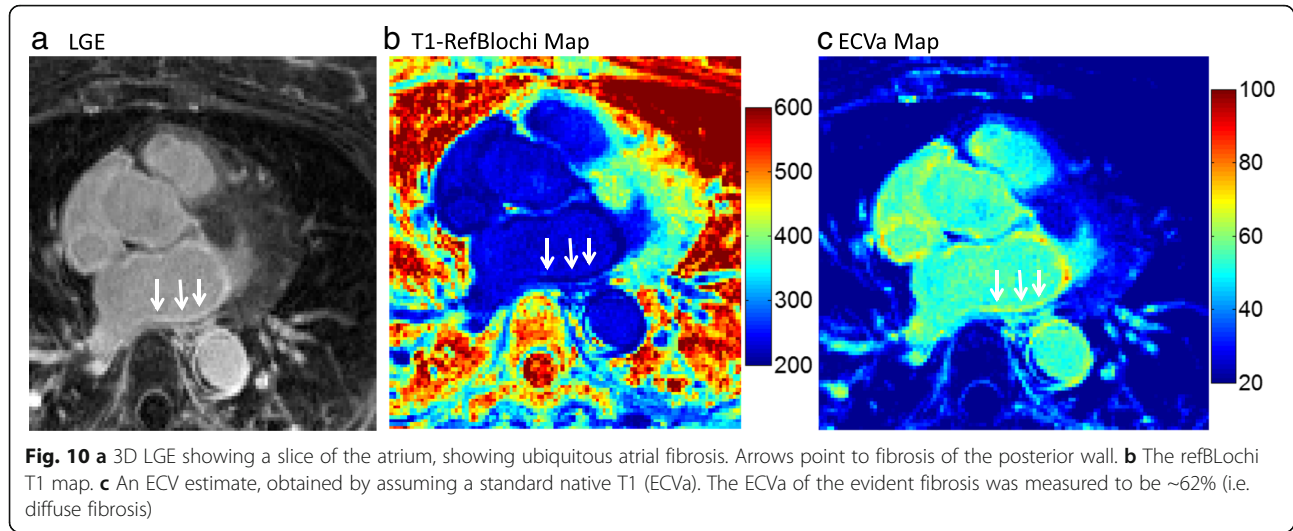 a LGE
b T1-RefBlochi Map
c ECVa Map
600
500
400
300
200
100
80
60
40
20
Fig. 10 a 3D LGE showing a slice of the atrium, showing ubiquitous atrial fibrosis. Arrows point to fibrosis of the posterior wall. b The refBLochi
T1 map. c An ECV estimate, obtained by assuming a standard native T1 (ECVa). The ECVa of the evident fibrosis was measured to be ~62% (i.e.
diffuse fibrosis)